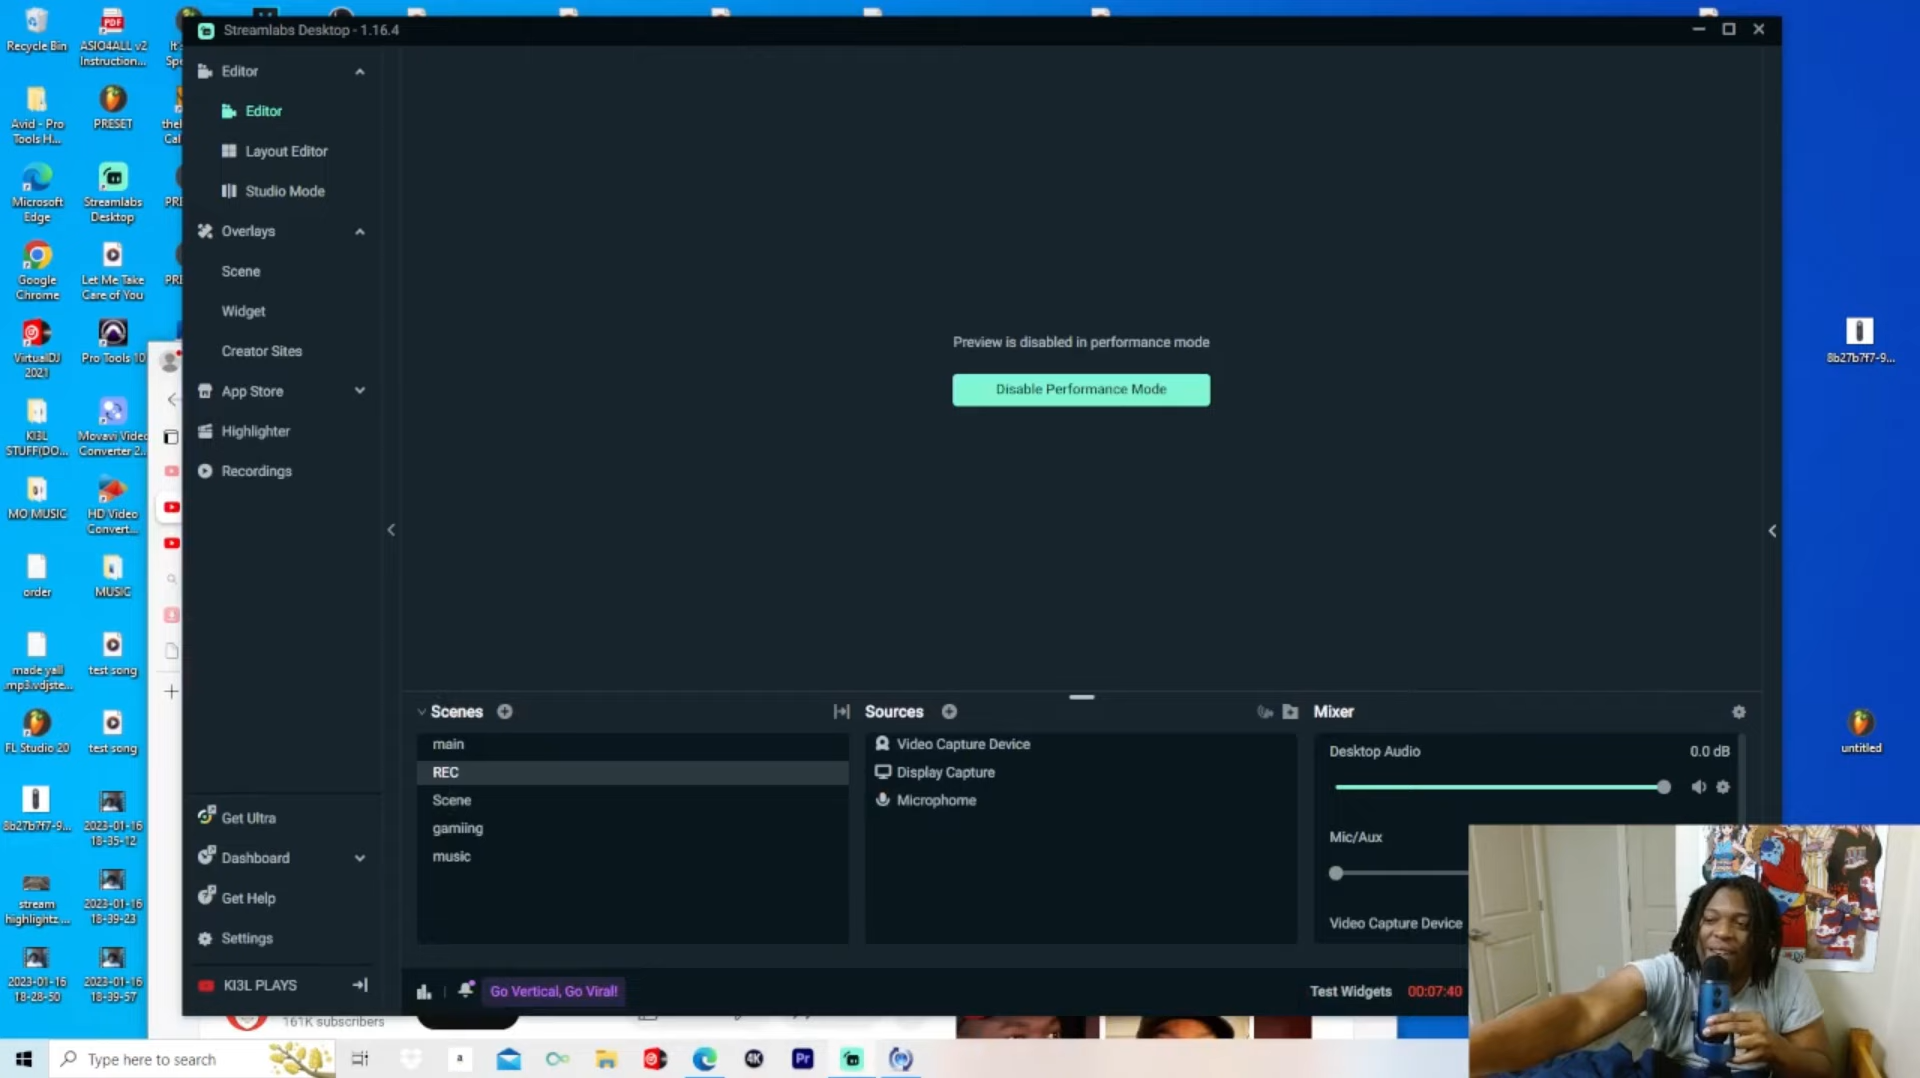 Recycle Bin
ASIO4ALL v2
Instruction...
Avid - Pro
Tools H...
PRESET
Microsoft
Edge
Streamlabs
Desktop
Google
Chrome
Let Me Take
Care of You
VirtualDJ
2021
Pro Tools 10
KI3L
STUFF(DO...
Movavi Video
Converter 2...
MO MUSIC
HD Video
Convert...
order
MUSIC
made yall
.mp3.vdjste...
test song
FL Studio 20
test song
8b27b7f7-9...
2023-01-16
18-35-12
stream
highlightz...
2023-01-16
18-39-23
2023-01-16
18-28-50
2023-01-16
18-39-57
Streamlabs Desktop - 1.16.4
Editor
Editor
Layout Editor
Studio Mode
Overlays
Scene
Widget
Creator Sites
App Store
Highlighter
Recordings
Get Ultra
Dashboard
Get Help
Settings
KI3L PLAYS
Preview is disabled in performance mode
Disable Performance Mode
Scenes
main
REC
Scene
gamiing
music
Sources
Video Capture Device
Display Capture
Microphone
Mixer
Desktop Audio 0.0 dB
Mic/Aux
Video Capture Device
Go Vertical, Go Viral!
Test Widgets 00:07:40
8b27b7f7-9...
untitled
161K subscribers
Type here to search
a
4K
Pr